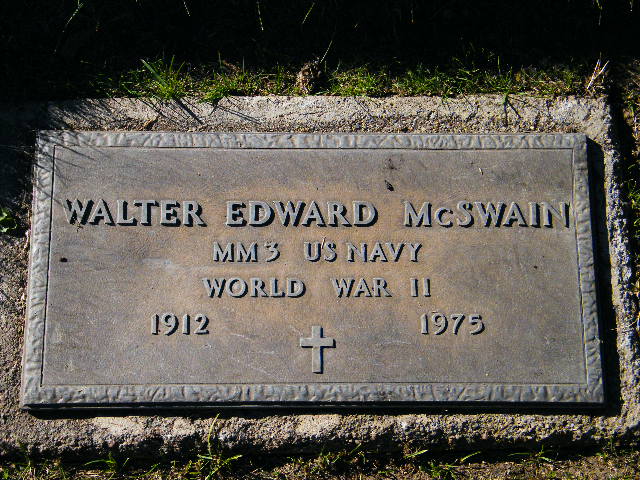 WALTER EDWARD McSWAIN
MM3 US NAVY
WORLD WAR II
1912 1975